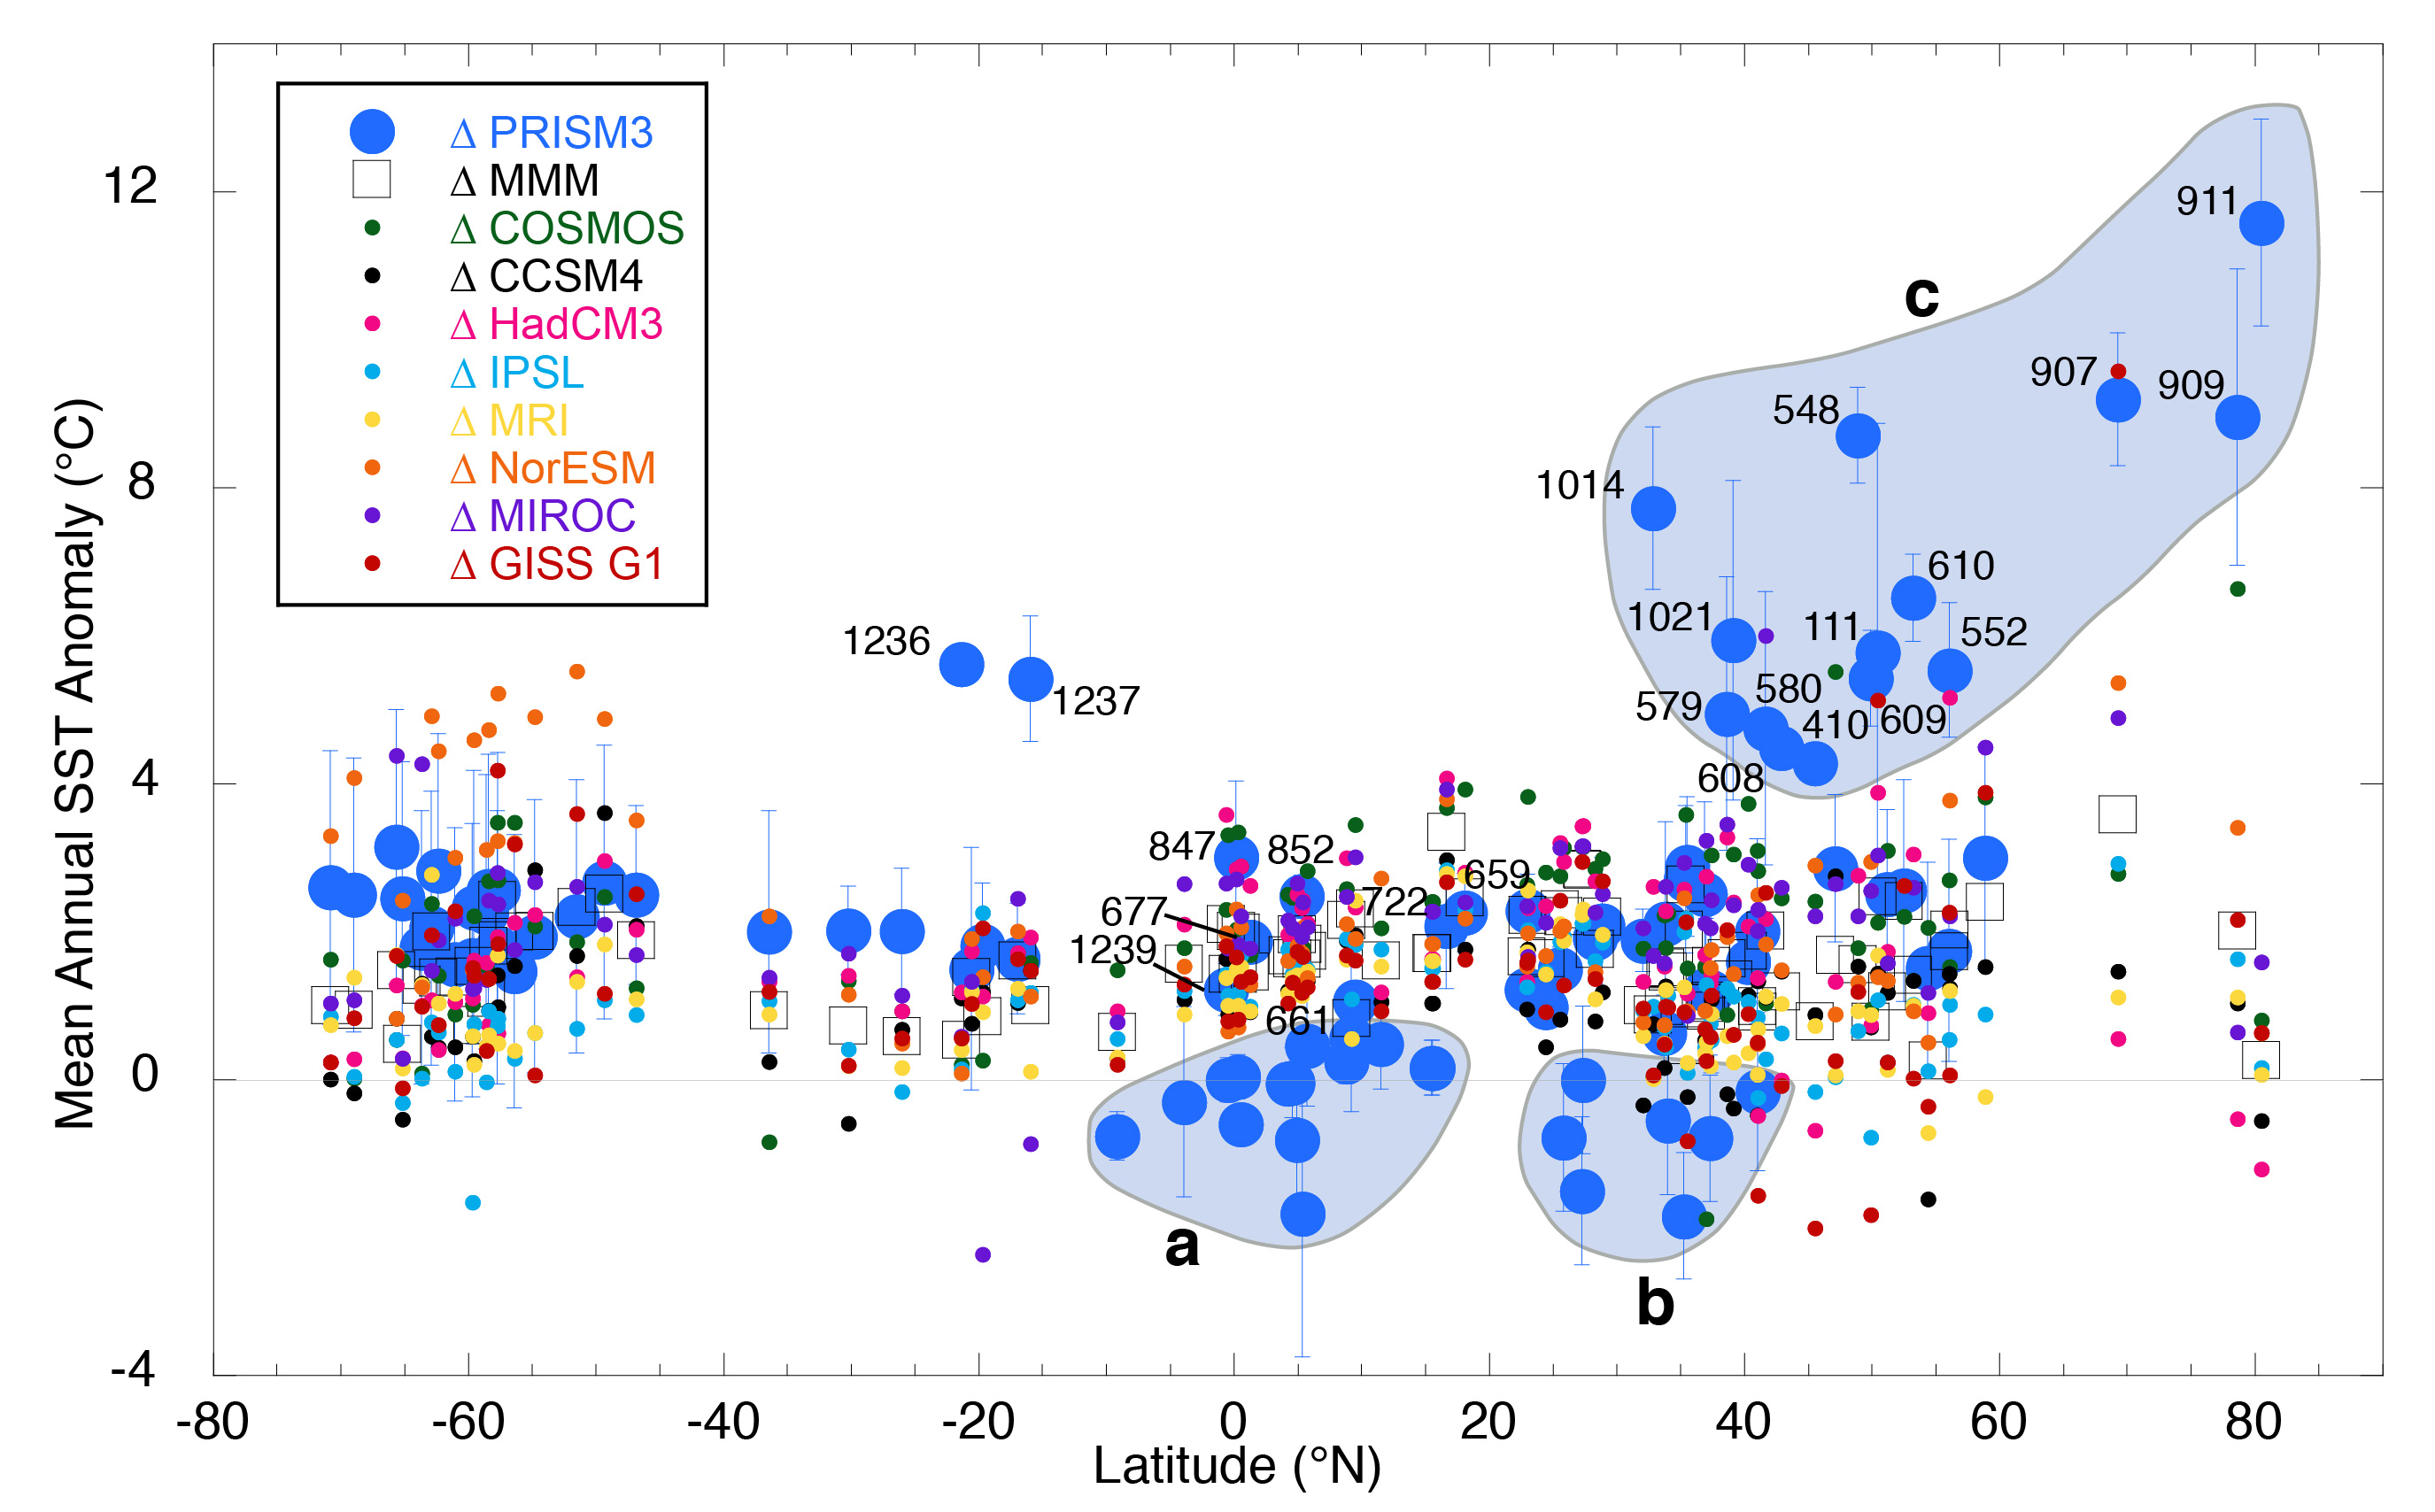 Δ PRISM3
Δ MMM
Δ COSMOS
Δ CCSM4
Δ HadCM3
Δ IPSL
Δ MRI
Δ NorESM
Δ MIROC
Δ GISS G1
Mean Annual SST Anomaly (°C)
12
8
4
0
-4
911
c
907
909
548
1014
610
1021
111
552
1236
1237
579
580
410
609
608
847
852
659
677
722
1239
661
a
b
-80
-60
-40
-20
0
20
40
60
80
Latitude (°N)